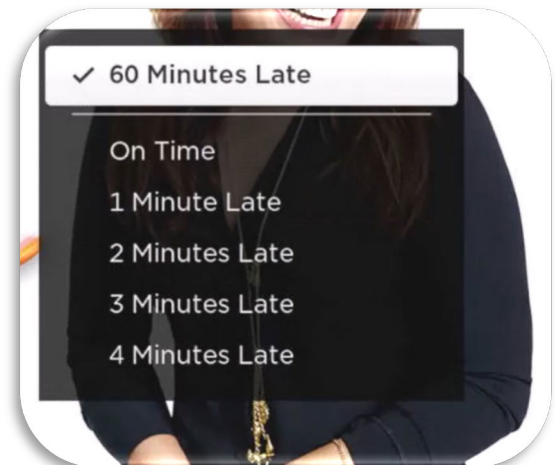 ✓ 60 Minutes Late
On Time
1 Minute Late
2 Minutes Late
3 Minutes Late
4 Minutes Late